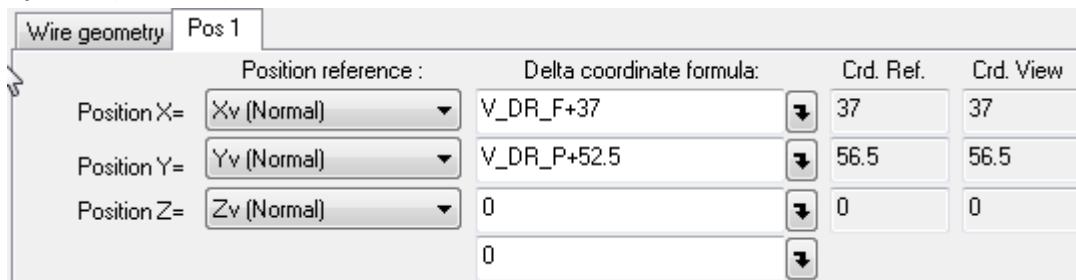 Wire geometry Pos 1
Position reference : Delta coordinate formula: Crd. Ref. Crd. View
Position X= Xv (Normal) V_DR_F+37 37 37
Position Y= Yv (Normal) V_DR_P+52.5 56.5 56.5
Position Z= Zv (Normal) 0 0 0
0